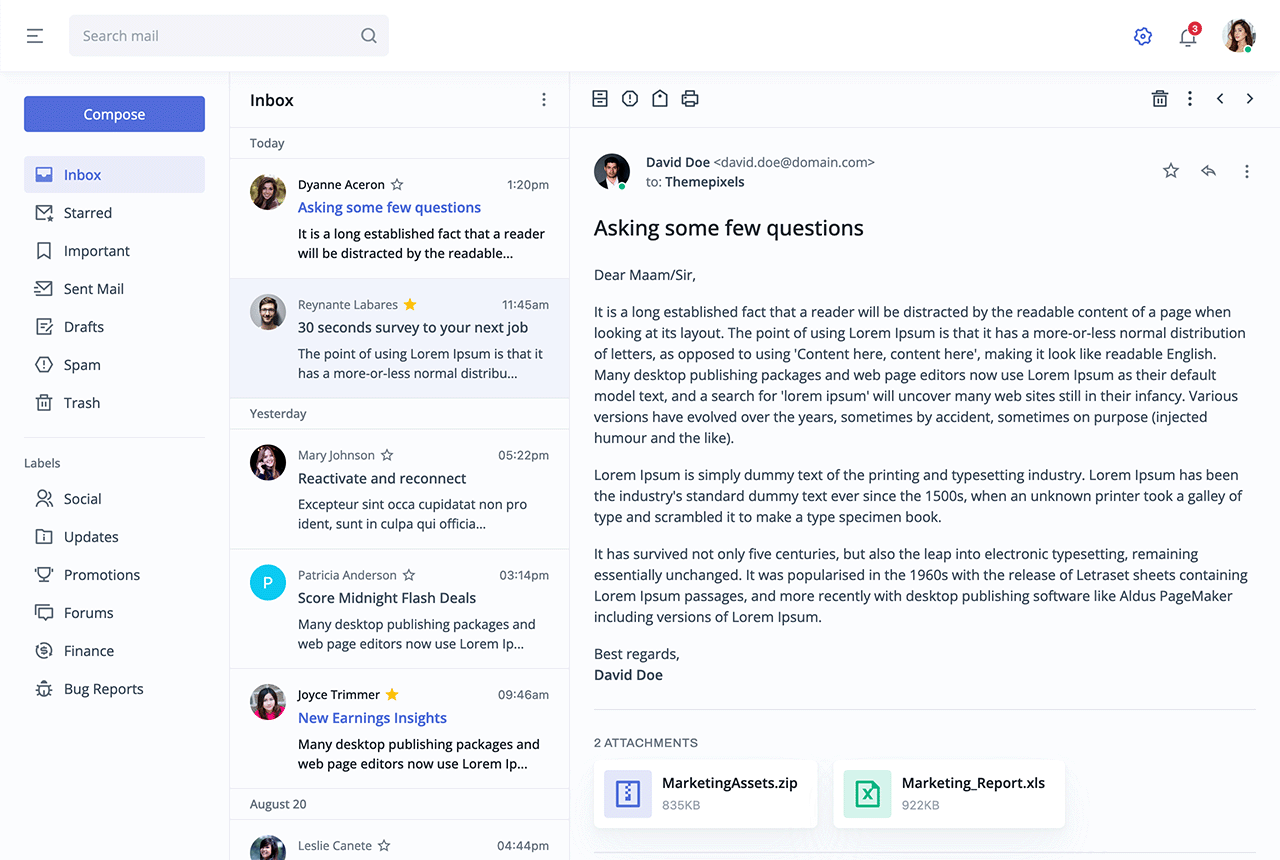 Search mail
3
Compose
Inbox
Starred
Important
Sent Mail
Drafts
Spam
Trash
Labels
Social
Updates
Promotions
Forums
Finance
Bug Reports
Inbox
Today
Dyanne Aceron 1:20pm
Asking some few questions
It is a long established fact that a reader
will be distracted by the readable...
Reynante Labares 11:45am
30 seconds survey to your next job
The point of using Lorem Ipsum is that it
has a more-or-less normal distribu...
Yesterday
Mary Johnson 05:22pm
Reactivate and reconnect
Excepteur sint occa cupidatat non pro
ident, sunt in culpa qui officia...
P
Patricia Anderson 03:14pm
Score Midnight Flash Deals
Many desktop publishing packages and
web page editors now use Lorem Ip...
Joyce Trimmer 09:46am
New Earnings Insights
Many desktop publishing packages and
web page editors now use Lorem Ip...
August 20
Leslie Canete 04:44pm
David Doe <david.doe@domain.com>
to: Themepixels
Asking some few questions
Dear Maam/Sir,
It is a long established fact that a reader will be distracted by the readable content of a page when
looking at its layout. The point of using Lorem Ipsum is that it has a more-or-less normal distribution
of letters, as opposed to using 'Content here, content here', making it look like readable English.
Many desktop publishing packages and web page editors now use Lorem Ipsum as their default
model text, and a search for 'lorem ipsum' will uncover many web sites still in their infancy. Various
versions have evolved over the years, sometimes by accident, sometimes on purpose (injected
humour and the like).
Lorem Ipsum is simply dummy text of the printing and typesetting industry. Lorem Ipsum has been
the industry's standard dummy text ever since the 1500s, when an unknown printer took a galley of
type and scrambled it to make a type specimen book.
It has survived not only five centuries, but also the leap into electronic typesetting, remaining
essentially unchanged. It was popularised in the 1960s with the release of Letraset sheets containing
Lorem Ipsum passages, and more recently with desktop publishing software like Aldus PageMaker
including versions of Lorem Ipsum.
Best regards,
David Doe
2 ATTACHMENTS
MarketingAssets.zip
835KB
Marketing_Report.xls
922KB